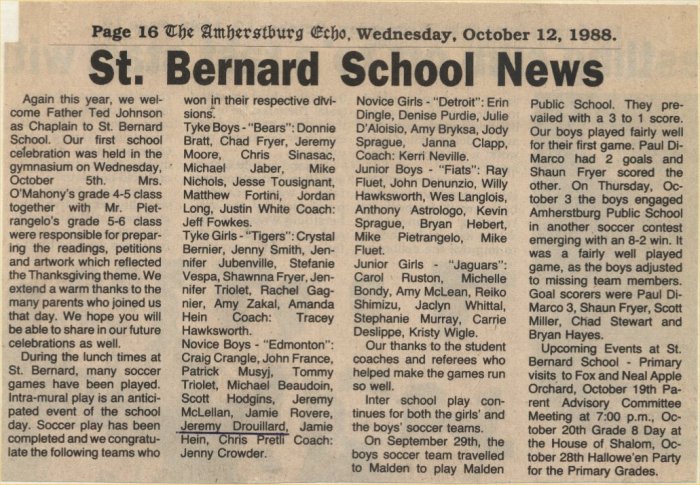 Page 16 The Amherstburg Echo, Wednesday, October 12, 1988.
St. Bernard School News
Again this year, we wel-
come Father Ted Johnson
as Chaplain to St. Bernard
School. Our first school
celebration was held in the
gymnasium on Wednesday,
October 5th. Mrs.
O'Mahony's grade 4-5 class
together with Mr. Piet-
rangelo's grade 5-6 class
were responsible for prepar-
ing the readings, petitions
and artwork which reflected
the Thanksgiving theme. We
extend a warm thanks to the
many parents who joined us
that day. We hope you will
be able to share in our future
celebrations as well.
During the lunch times at
St. Bernard, many soccer
games have been played.
Intra-mural play is an antici-
pated event of the school
day. Soccer play has been
completed and we congratu-
late the following teams who
won in their respective divi-
sions.
Tyke Boys - "Bears": Donnie
Bratt, Chad Fryer, Jeremy
Moore, Chris Sinasac,
Michael Jaber, Mike
Nichols, Jesse Tousignant,
Matthew Fortini, Jordan
Long, Justin White Coach:
Jeff Fowkes.
Tyke Girls - "Tigers": Crystal
Bernier, Jenny Smith, Jen-
nifer Jubenville, Stefanie
Vespa, Shawnna Fryer, Jen-
nifer Triolet, Rachel Gag-
nier, Amy Zakal, Amanda
Hein Coach: Tracey
Hawksworth.
Novice Boys - "Edmonton":
Craig Crangle, John France,
Patrick Musyj, Tommy
Triolet, Michael Beaudoin,
Scott Hodgins, Jeremy
McLellan, Jamie Rovere,
Jeremy Drouillard, Jamie
Hein, Chris Pretli Coach:
Jenny Crowder.
Novice Girls - "Detroit": Erin
Dingle, Denise Purdie, Julie
D'Aloisio, Amy Bryksa, Jody
Sprague, Janna Clapp,
Coach: Kerri Neville.
Junior Boys - "Fiats": Ray
Fluet, John Denunzio, Willy
Hawksworth, Wes Langlois,
Anthony Astrologo, Kevin
Sprague, Bryan Hebert,
Mike Pietrangelo, Mike
Fluet.
Junior Girls - "Jaguars":
Carol Ruston, Michelle
Bondy, Amy McLean, Reiko
Shimizu, Jaclyn Whittal,
Stephanie Murray, Carrie
Deslippe, Kristy Wigle.
Our thanks to the student
coaches and referees who
helped make the games run
so well.
Inter school play con-
tinues for both the girls' and
the boys' soccer teams.
On September 29th, the
boys soccer team travelled
to Malden to play Malden
Public School. They pre-
vailed with a 3 to 1 score.
Our boys played fairly well
for their first game. Paul Di-
Marco had 2 goals and
Shaun Fryer scored the
other. On Thursday, Oc-
tober 3 the boys engaged
Amherstburg Public School
in another soccer contest
emerging with an 8-2 win. It
was a fairly well played
game, as the boys adjusted
to missing team members.
Goal scorers were Paul Di-
Marco 3, Shaun Fryer, Scott
Miller, Chad Stewart and
Bryan Hayes.
Upcoming Events at St.
Bernard School - Primary
visits to Fox and Neal Apple
Orchard, October 19th Pa-
rent Advisory Committee
Meeting at 7:00 p.m., Oc-
tober 20th Grade 8 Day at
the House of Shalom, Oc-
tober 28th Hallowe'en Party
for the Primary Grades.